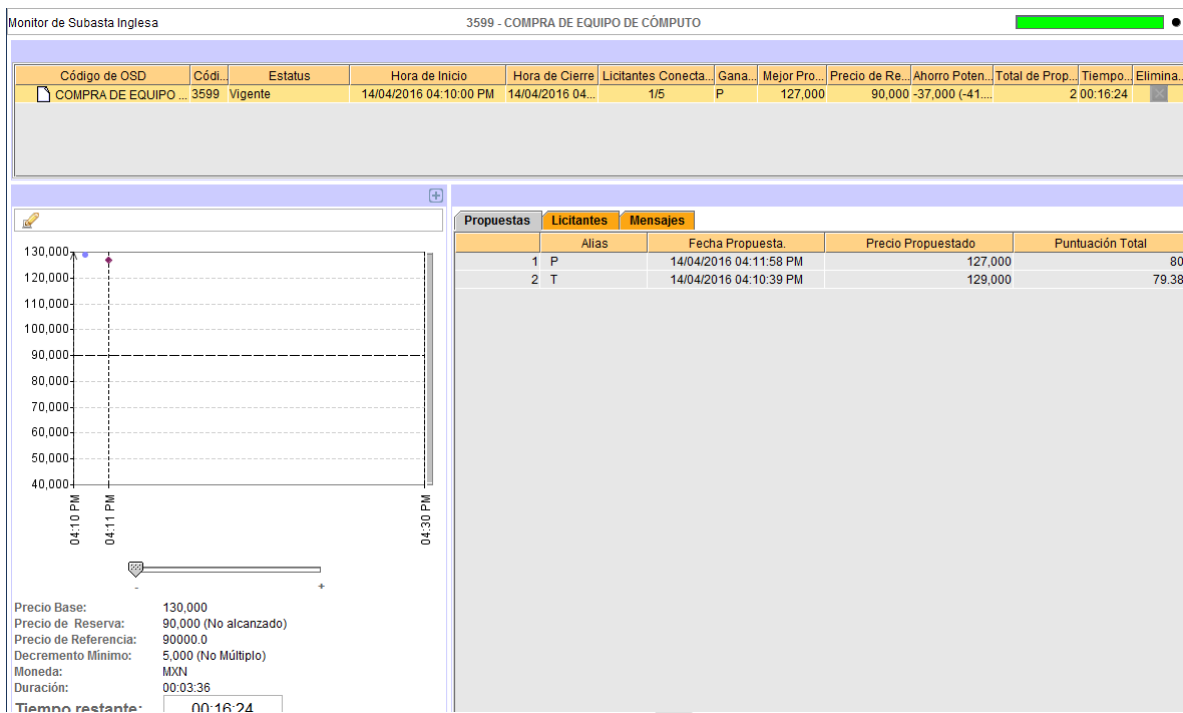 Monitor de Subasta Inglesa
3599 - COMPRA DE EQUIPO DE CÓMPUTO
Código de OSD Códi... Estatus Hora de Inicio Hora de Cierre Licitantes Conecta... Gana... Mejor Pro... Precio de Re... Ahorro Poten... Total de Prop... Tiempo... Elimina...
COMPRA DE EQUIPO ... 3599 Vigente 14/04/2016 04:10:00 PM 14/04/2016 04... 1/5 P 127,000 90,000 -37,000 (-41.... 2 00:16:24
130,000
120,000
110,000
100,000
90,000
80,000
70,000
60,000
50,000
40,000
04:10 PM
04:11 PM
04:30 PM
- +
Precio Base: 130,000
Precio de Reserva: 90,000 (No alcanzado)
Precio de Referencia: 90000.0
Decremento Mínimo: 5,000 (No Múltiplo)
Moneda: MXN
Duración: 00:03:36
Tiempo restante: 00:16:24
Propuestas Licitantes Mensajes
Alias Fecha Propuesta. Precio Propuestado Puntuación Total
1 P 14/04/2016 04:11:58 PM 127,000 80
2 T 14/04/2016 04:10:39 PM 129,000 79.38